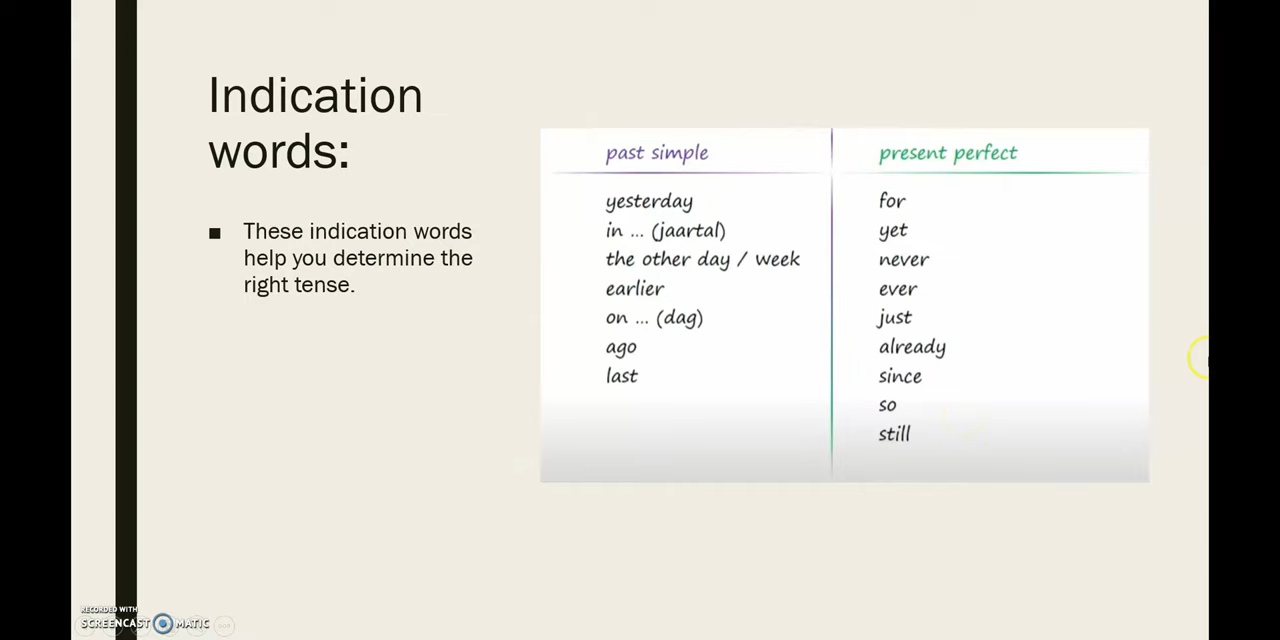 Indication
words:
■ These indication words
help you determine the
right tense.
past simple
yesterday
in ... (jaartal)
the other day / week
earlier
on ... (dag)
ago
last
present perfect
for
yet
never
ever
just
already
since
so
still
RECORDED WITH
SCREENCAST MATIC